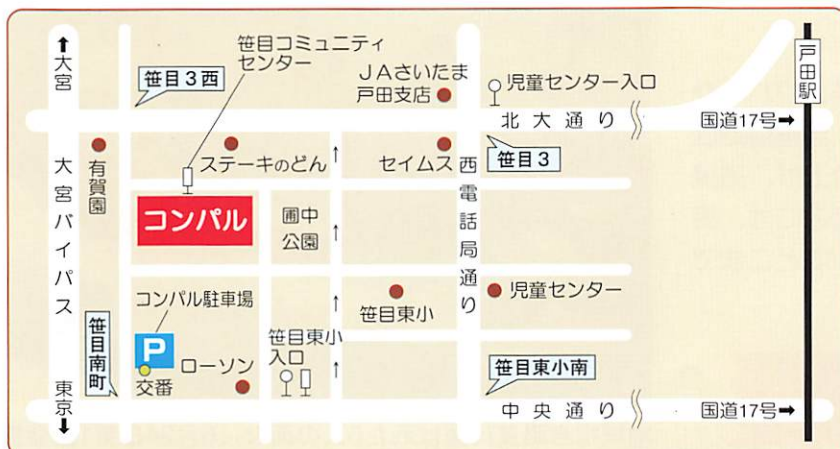 ↑
大宮
笹目コミュニティ
センター
笹目3西
JAさいたま
戸田支店
児童センター入口
戸田駅
北大通り
国道17号➡
有賀園
ステーキのどん
↑
セイムス
笹目3
大宮バイパス
コンパル
圃中
公園
↑
西電話局通り
コンパル駐車場
↑
笹目東小
児童センター
笹目南町
P
笹目東小
入口
↑
交番
ローソン
笹目東小南
東京
↓
中央通り
国道17号➡